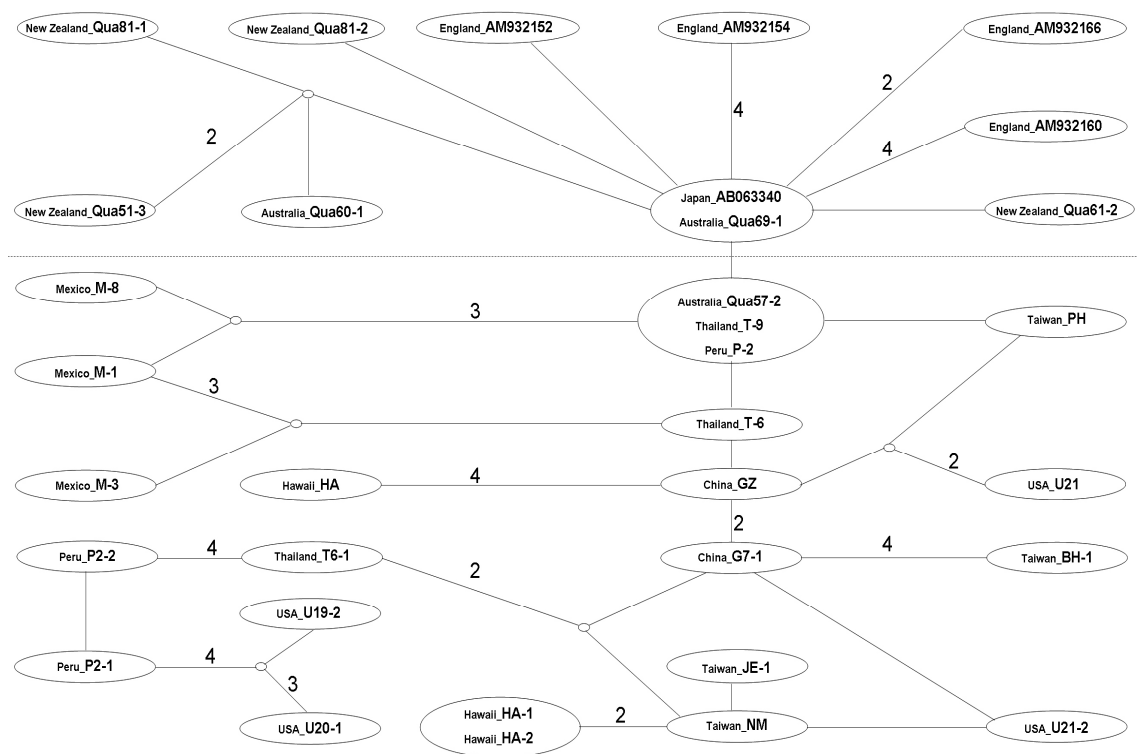 New Zealand_Qua81-1
New Zealand_Qua81-2
England_AM932152
England_AM932154
England_AM932166
2
4
2
England_AM932160
4
Japan_AB063340
Australia_Qua69-1
New Zealand_Qua51-3
Australia_Qua60-1
New Zealand_Qua61-2
Mexico_M-8
3
Australia_Qua57-2
Thailand_T-9
Peru_P-2
Taiwan_PH
Mexico_M-1
3
Thailand_T-6
Mexico_M-3
Hawaii_HA
4
China_GZ
2
USA_U21
2
Peru_P2-2
4
Thailand_T6-1
2
China_G7-1
4
Taiwan_BH-1
USA_U19-2
Peru_P2-1
4
3
Taiwan_JE-1
USA_U20-1
Hawaii_HA-1
Hawaii_HA-2
2
Taiwan_NM
USA_U21-2